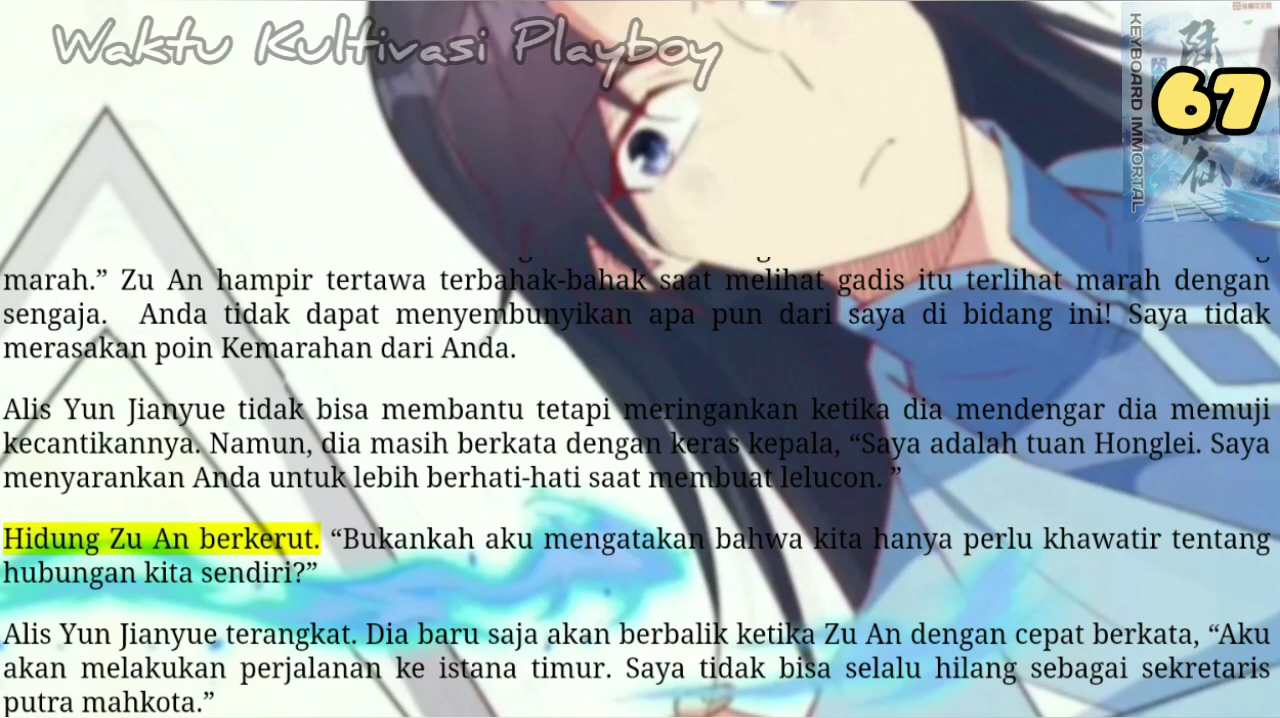 Waktu Kultivasi Playboy
KEYBOARD IMMORTAL
67
marah.” Zu An hampir tertawa terbahak-bahak saat melihat gadis itu terlihat marah dengan
sengaja.  Anda tidak dapat menyembunyikan apa pun dari saya di bidang ini! Saya tidak
merasakan poin Kemarahan dari Anda.
Alis Yun Jianyue tidak bisa membantu tetapi meringankan ketika dia mendengar dia memuji
kecantikannya. Namun, dia masih berkata dengan keras kepala, “Saya adalah tuan Honglei. Saya
menyarankan Anda untuk lebih berhati-hati saat membuat lelucon. ”
Hidung Zu An berkerut. “Bukankah aku mengatakan bahwa kita hanya perlu khawatir tentang
hubungan kita sendiri?”
Alis Yun Jianyue terangkat. Dia baru saja akan berbalik ketika Zu An dengan cepat berkata, “Aku
akan melakukan perjalanan ke istana timur. Saya tidak bisa selalu hilang sebagai sekretaris
putra mahkota.”